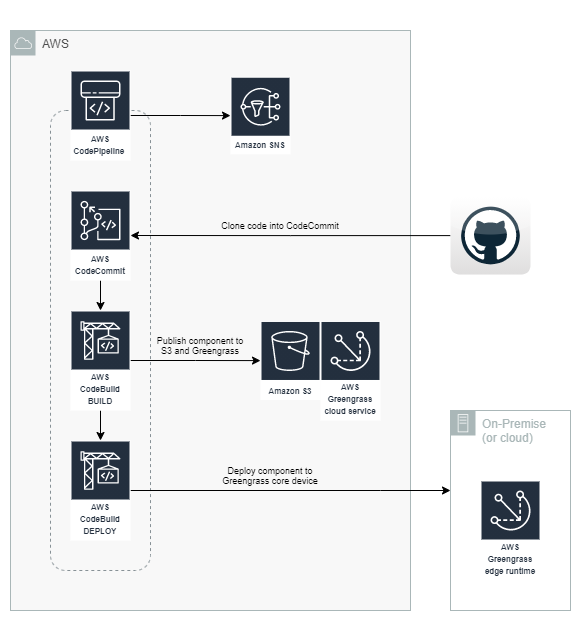 AWS
AWS
CodePipeline
Amazon SNS
Clone code into CodeCommit
AWS
CodeCommit
Publish component to
S3 and Greengrass
AWS
CodeBuild
BUILD
Amazon S3
AWS
Greengrass
cloud service
On-Premise
(or cloud)
Deploy component to
Greengrass core device
AWS
CodeBuild
DEPLOY
AWS
Greengrass
edge runtime